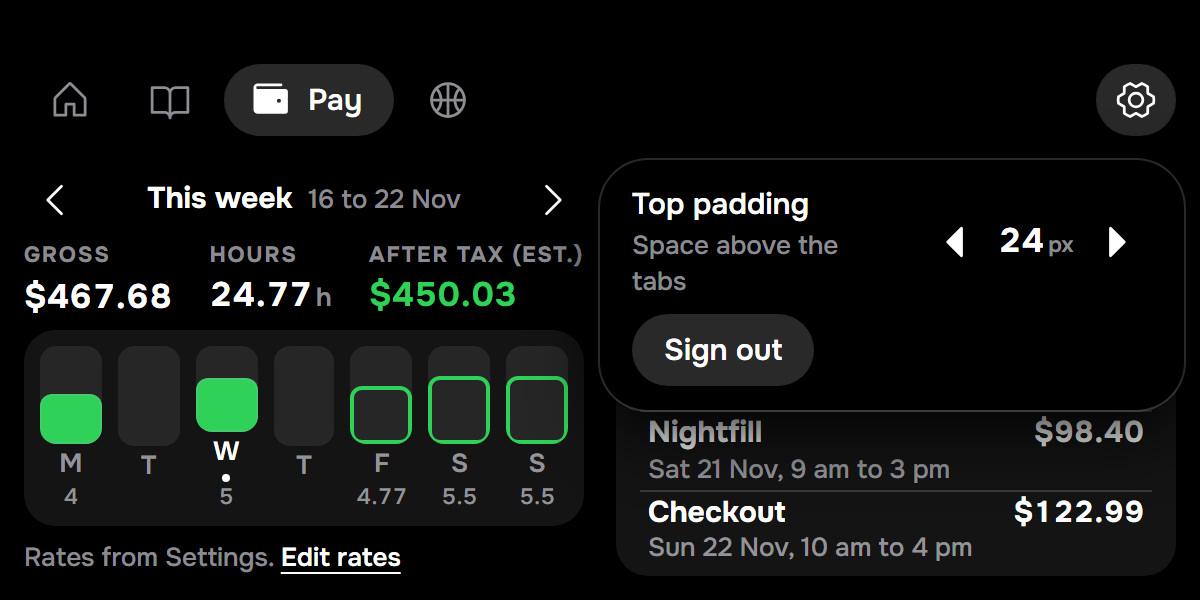 Pay
This week 16 to 22 Nov
GROSS HOURS AFTER TAX (EST.)
$467.68 24.77 h $450.03
M T W T F S S
4 5 4.77 5.5 5.5
Rates from Settings. Edit rates
Top padding
Space above the
tabs
24 px
Sign out
Nightfill $98.40
Sat 21 Nov, 9 am to 3 pm
Checkout $122.99
Sun 22 Nov, 10 am to 4 pm